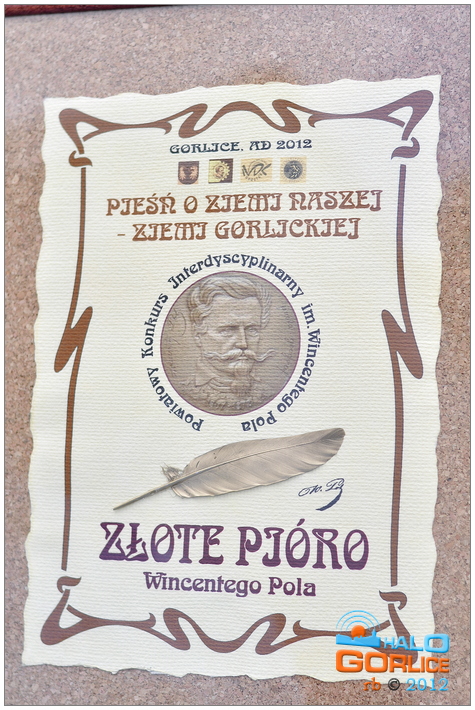 GORLICE, AD 2012
PIEŚŃ O ZIEMI NASZEJ
- ZIEMI GORLICKIEJ
Powiatowy Konkurs Interdyscyplinarny im. Wincentego Pola
ZŁOTE PIÓRO
Wincentego Pola
HALO
GORLICE
rb © 2012